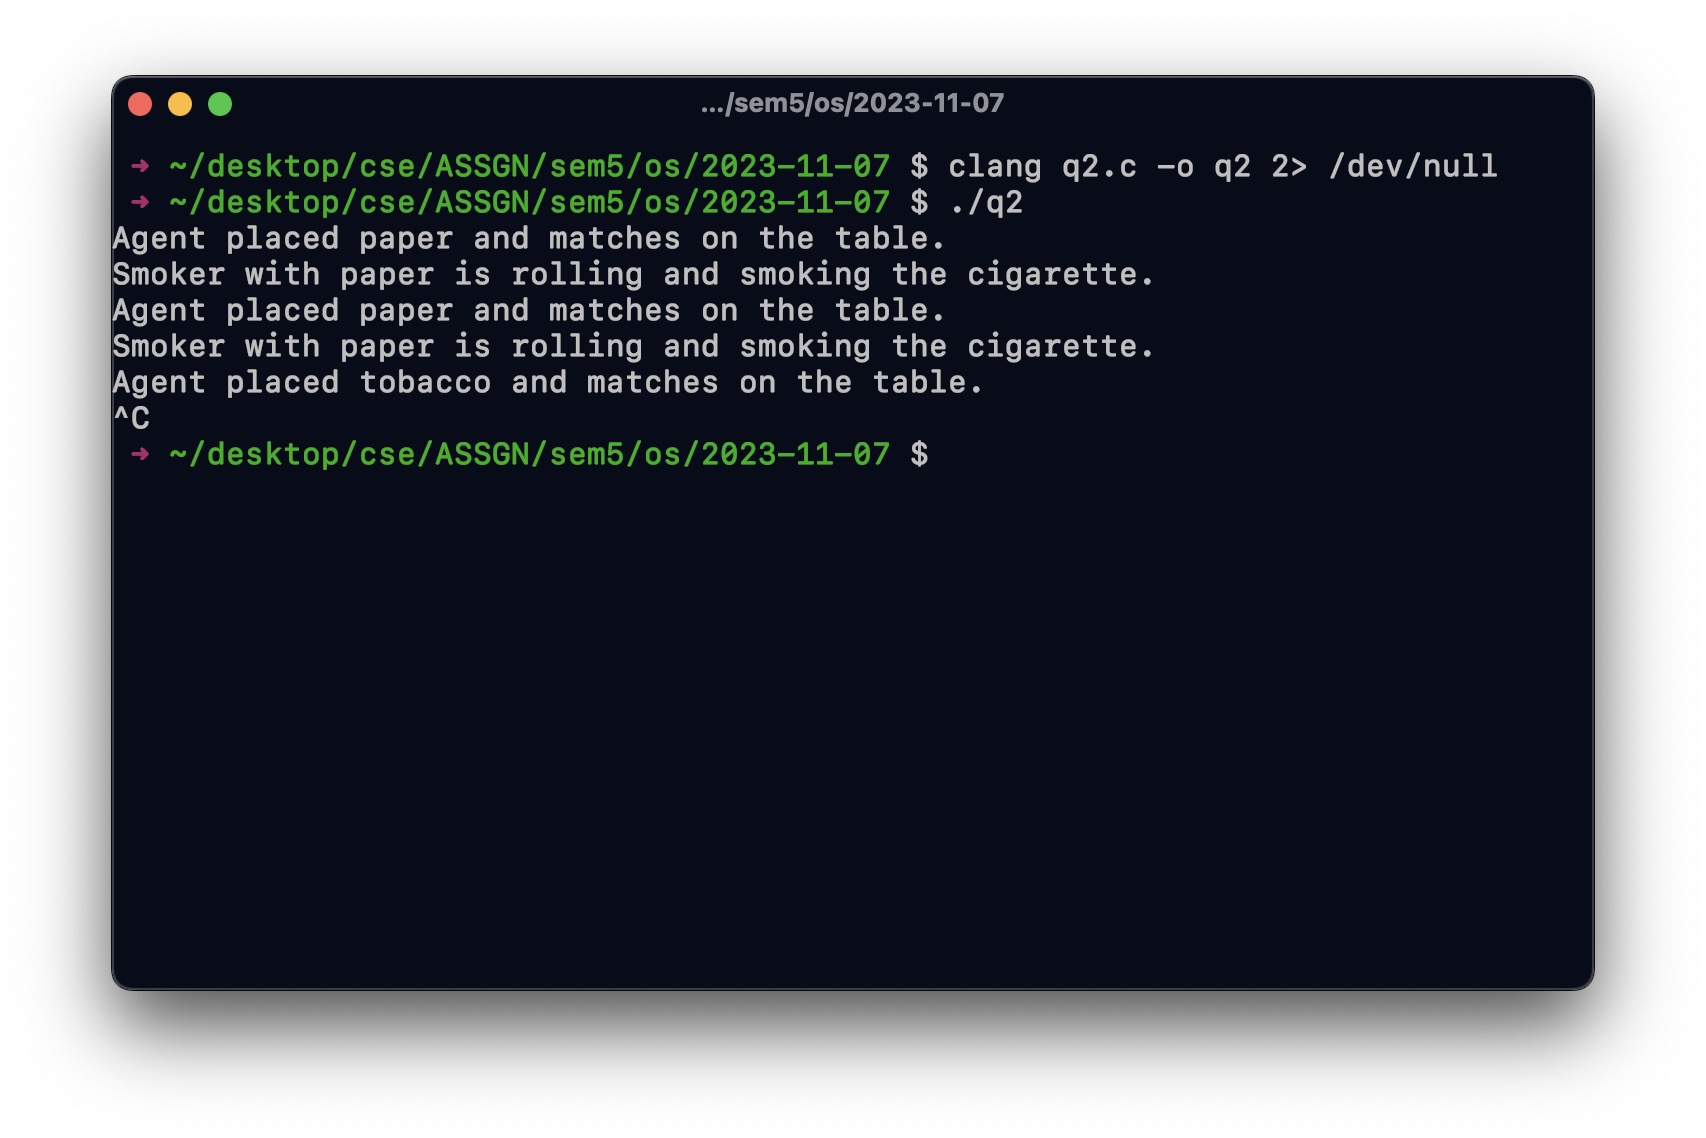 .../sem5/os/2023-11-07
➜ ~/desktop/cse/ASSGN/sem5/os/2023-11-07 $ clang q2.c -o q2 2> /dev/null
➜ ~/desktop/cse/ASSGN/sem5/os/2023-11-07 $ ./q2
Agent placed paper and matches on the table.
Smoker with paper is rolling and smoking the cigarette.
Agent placed paper and matches on the table.
Smoker with paper is rolling and smoking the cigarette.
Agent placed tobacco and matches on the table.
^C
➜ ~/desktop/cse/ASSGN/sem5/os/2023-11-07 $